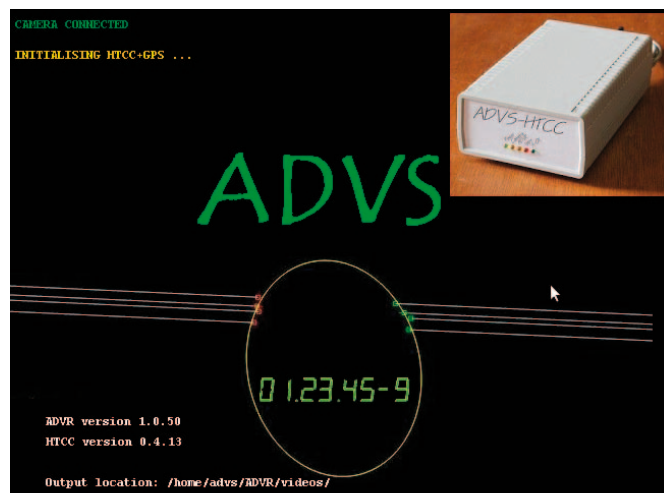 CAMERA CONNECTED
INITIALISING HTCC+GPS ...
ADVS-HTCC
ADVS
01.23.45-9
ADVR version 1.0.50
HTCC version 0.4.13
Output location: /home/advs/ADVR/videos/